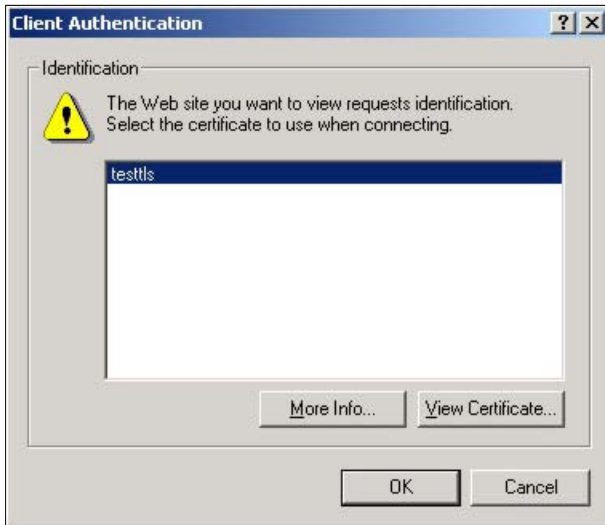 Client Authentication
Identification
The Web site you want to view requests identification.
Select the certificate to use when connecting.
testtls
More Info...
View Certificate...
OK
Cancel